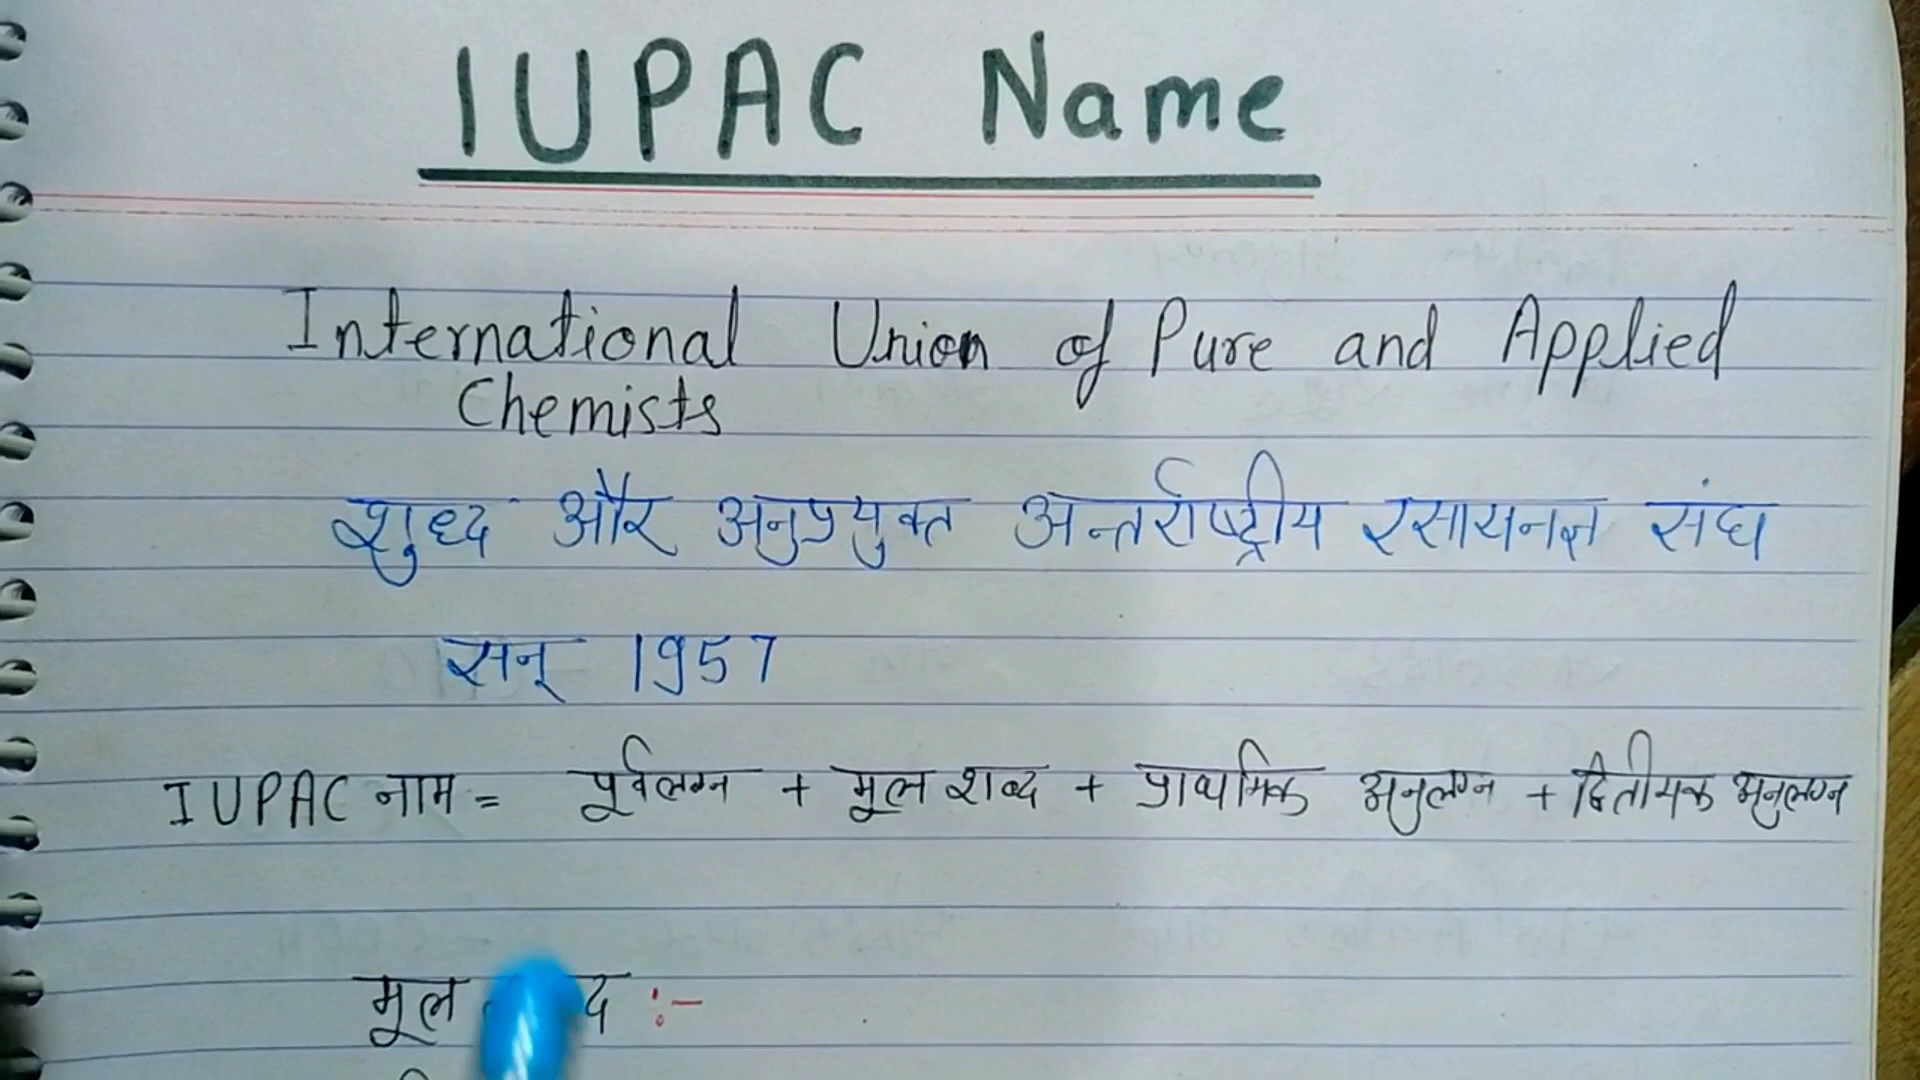 IUPAC Name
International Union of Pure and Applied
Chemists
शुध्द और अनुप्रयुक्त अन्तर्राष्ट्रीय रसायनज्ञ संघ
सन् 1957
IUPAC नाम = पूर्वलग्न + मूल शब्द + प्राथमिक अनुलग्न + द्वितीयक अनुलग्न
मूल :-